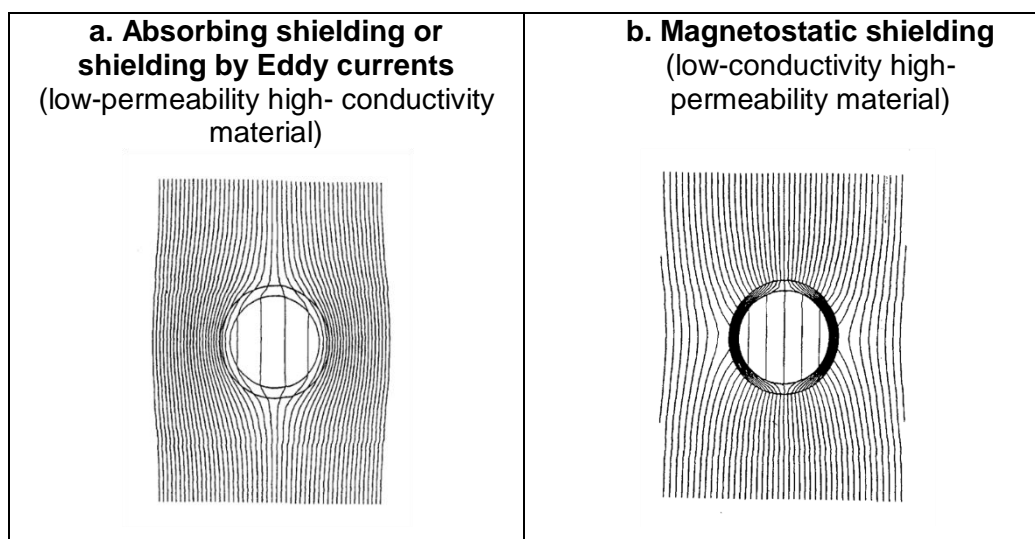 a. Absorbing shielding or
shielding by Eddy currents
(low-permeability high- conductivity
material)
b. Magnetostatic shielding
(low-conductivity high-
permeability material)